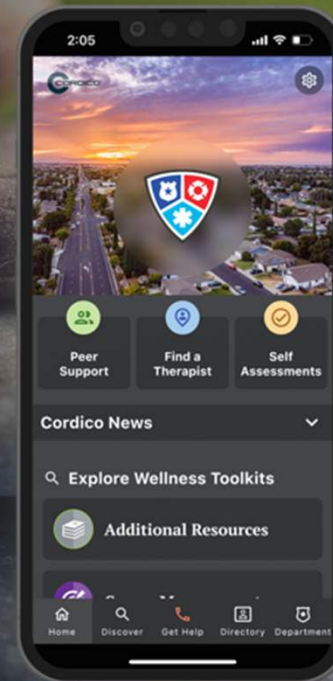 2:05
CORDICO
Peer
Support
Find a
Therapist
Self
Assessments
Cordico News
Explore Wellness Toolkits
Additional Resources
Home
Discover
Get Help
Directory
Department